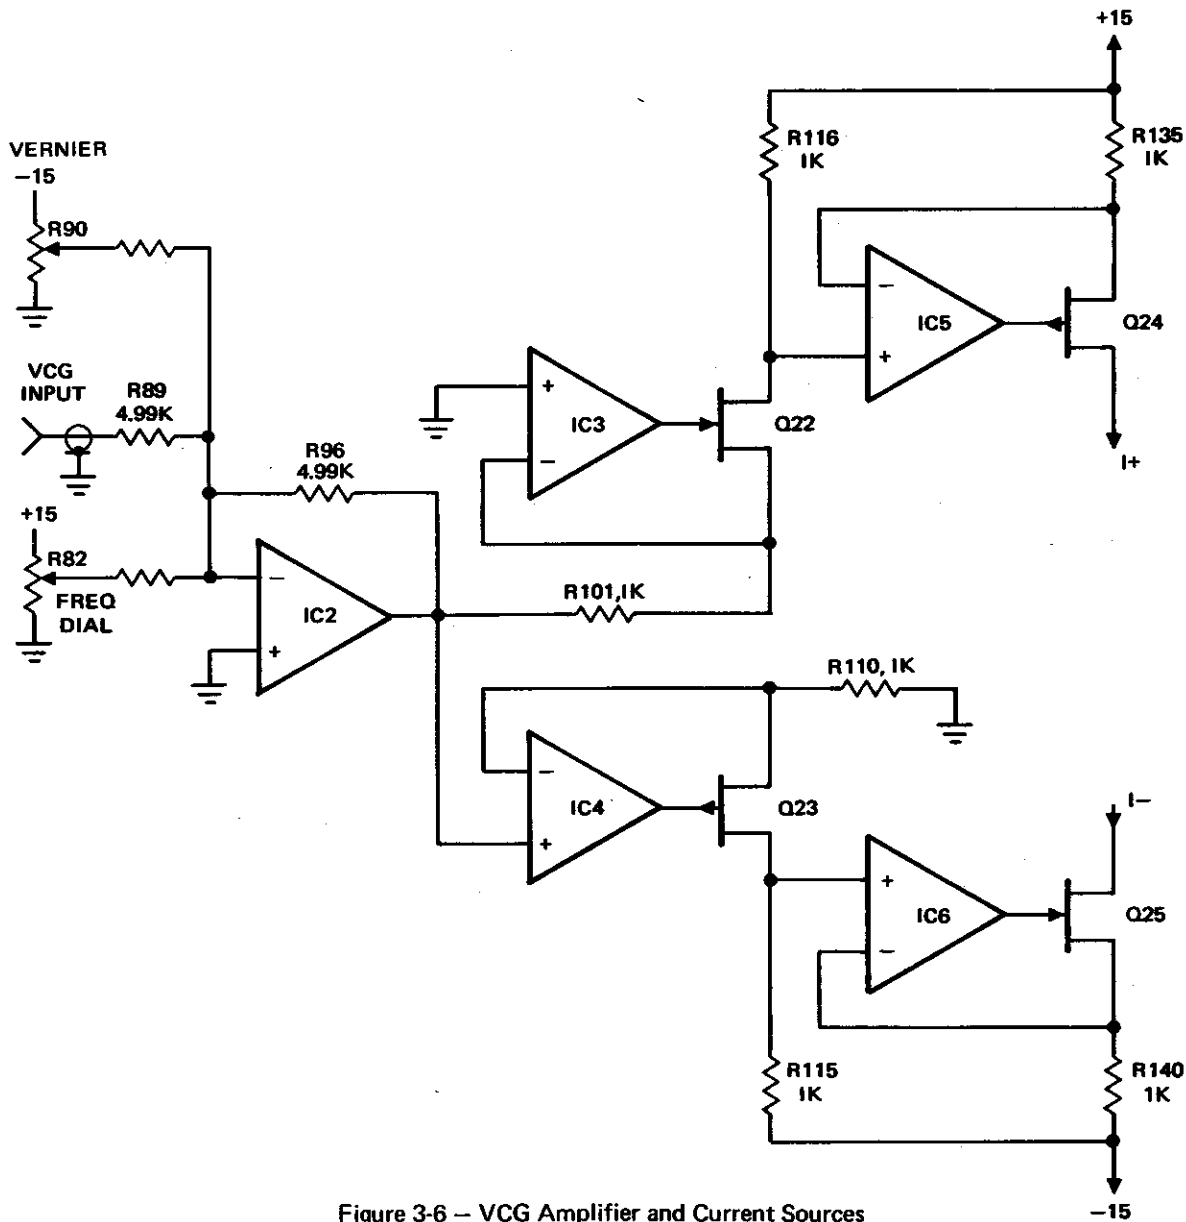 +15
R116
1K
R135
1K
VERNIER
−15
R90
−
IC5
Q24
+
VCG
INPUT
R89
4.99K
+
IC3
Q22
−
I+
R96
4.99K
+15
R82
FREQ
DIAL
−
IC2
+
R101,1K
R110, 1K
−
IC4
Q23
+
I−
+
IC6
Q25
−
R115
1K
R140
1K
−15
Figure 3-6 — VCG Amplifier and Current Sources